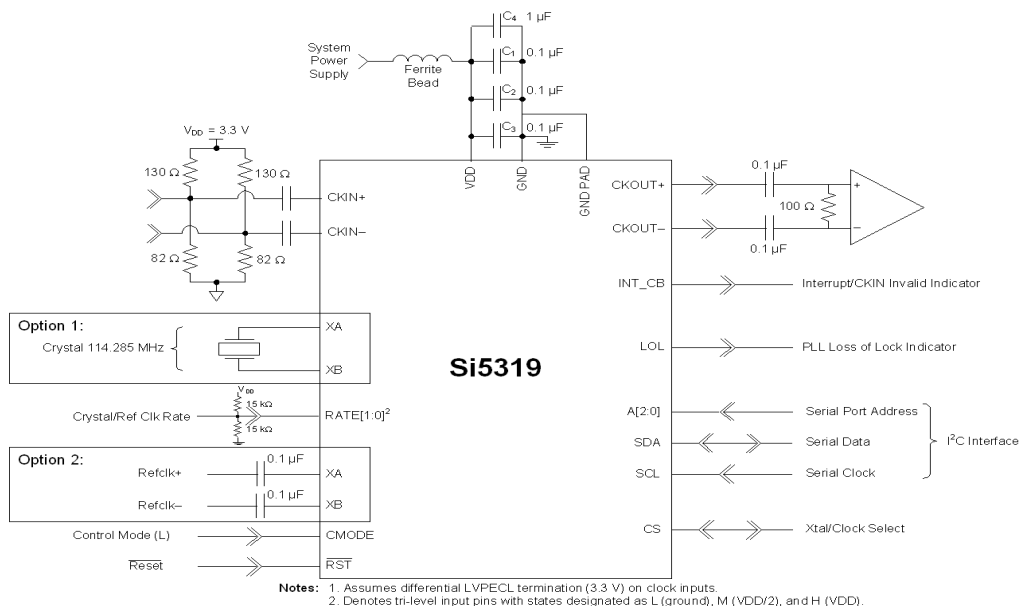 C4 1 µF
System
Power
Supply
Ferrite
Bead
C1 0.1 µF
C2 0.1 µF
C3 0.1 µF
VDD = 3.3 V
130 Ω
130 Ω
82 Ω
82 Ω
VDD
GND
GND PAD
CKIN+
CKIN–
CKOUT+
CKOUT–
0.1 µF
100 Ω
+
–
0.1 µF
INT_CB
Interrupt/CKIN Invalid Indicator
Option 1:
Crystal 114.285 MHz
XA
XB
Si5319
LOL
PLL Loss of Lock Indicator
VDD
15 kΩ
15 kΩ
Crystal/Ref Clk Rate
RATE[1:0]2
A[2:0]
Serial Port Address
SDA
Serial Data
I2C Interface
SCL
Serial Clock
Option 2:
Refclk+
0.1 µF
XA
Refclk–
0.1 µF
XB
CS
Xtal/Clock Select
Control Mode (L)
CMODE
Reset
RST
Notes: 1. Assumes differential LVPECL termination (3.3 V) on clock inputs.
2. Denotes tri-level input pins with states designated as L (ground), M (VDD/2), and H (VDD).